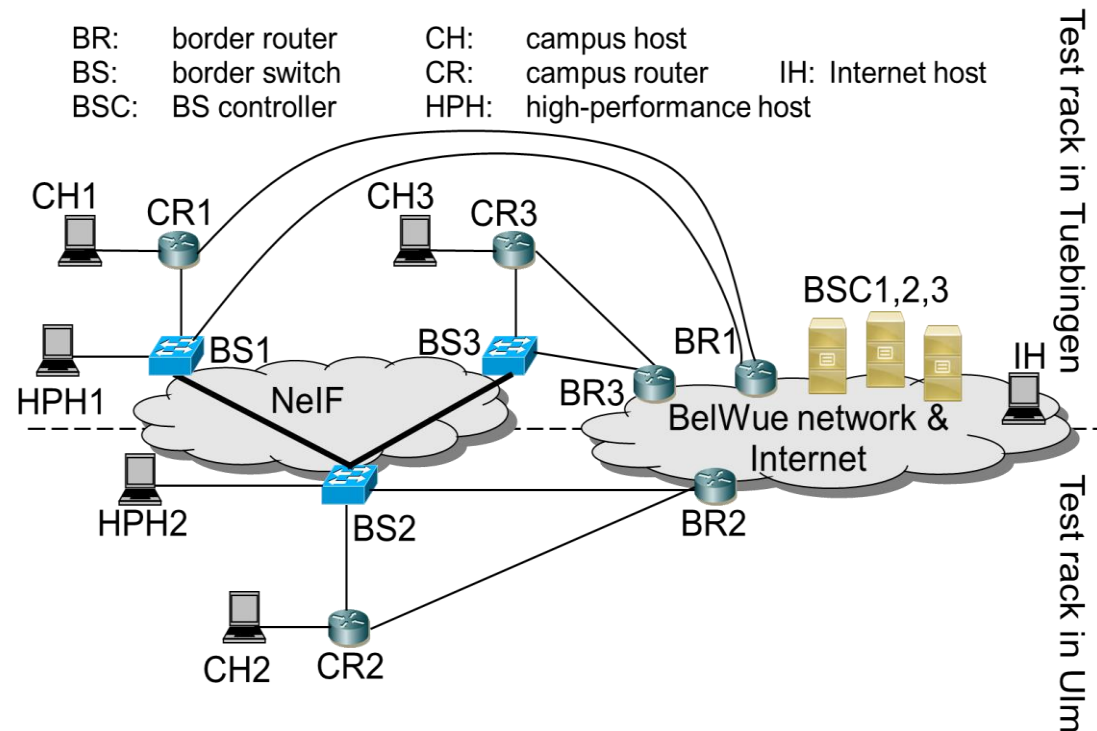 BR: border router CH: campus host
BS: border switch CR: campus router IH: Internet host
BSC: BS controller HPH: high-performance host
Test rack in Tuebingen
CH1
CR1
CH3
CR3
BSC1,2,3
BS1
BS3
BR1
IH
HPH1
NeIF
BR3
BelWue network &
Internet
HPH2
BS2
BR2
Test rack in Ulm
CH2
CR2